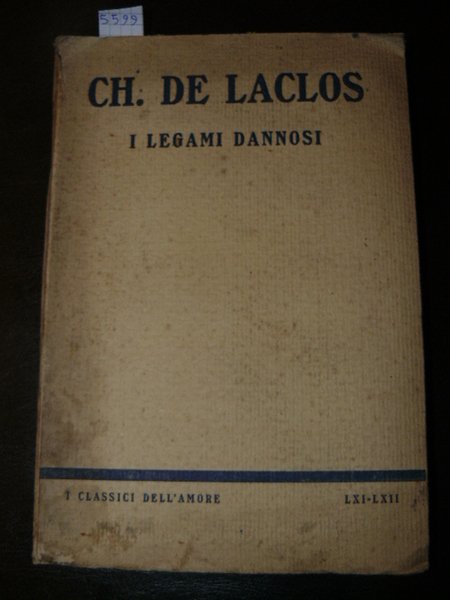 5599
CH. DE LACLOS
I LEGAMI DANNOSI
I CLASSICI DELL'AMORE LXI-LXII